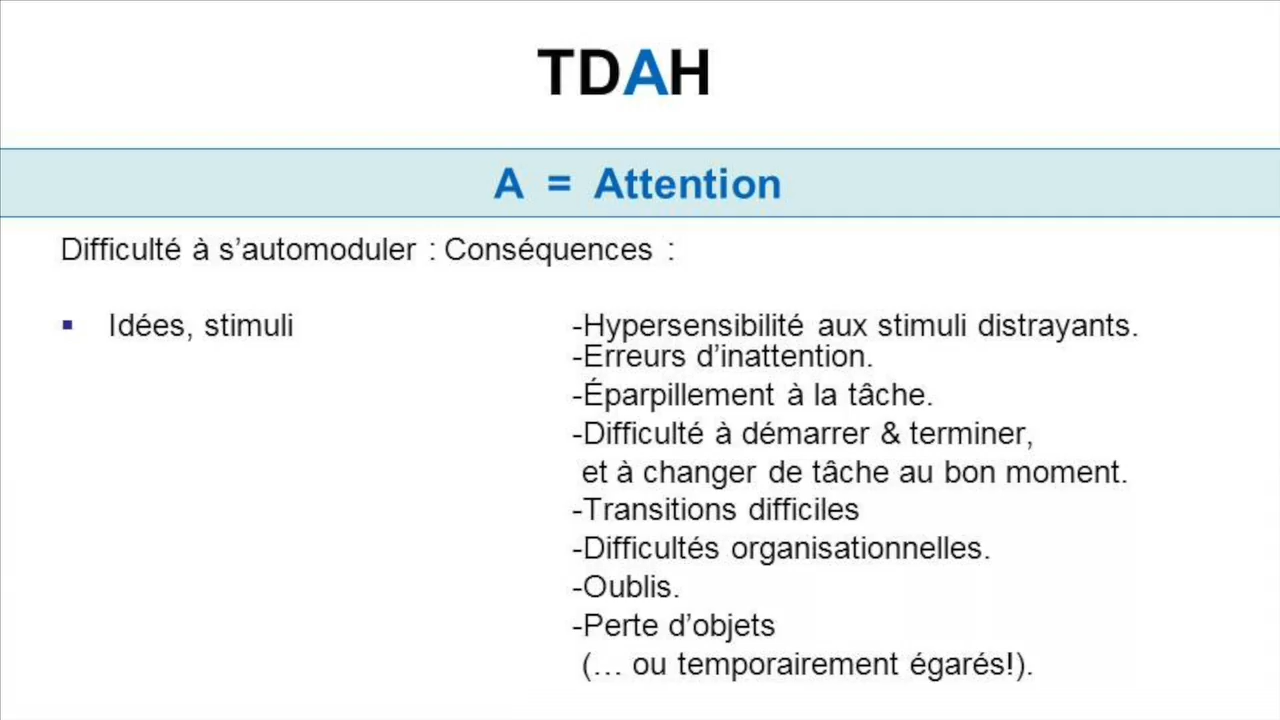 TDAH
A = Attention
Difficulté à s’automoduler : Conséquences :
▪ Idées, stimuli
-Hypersensibilité aux stimuli distrayants.
-Erreurs d’inattention.
-Éparpillement à la tâche.
-Difficulté à démarrer & terminer,
et à changer de tâche au bon moment.
-Transitions difficiles
-Difficultés organisationnelles.
-Oublis.
-Perte d’objets
(… ou temporairement égarés!).